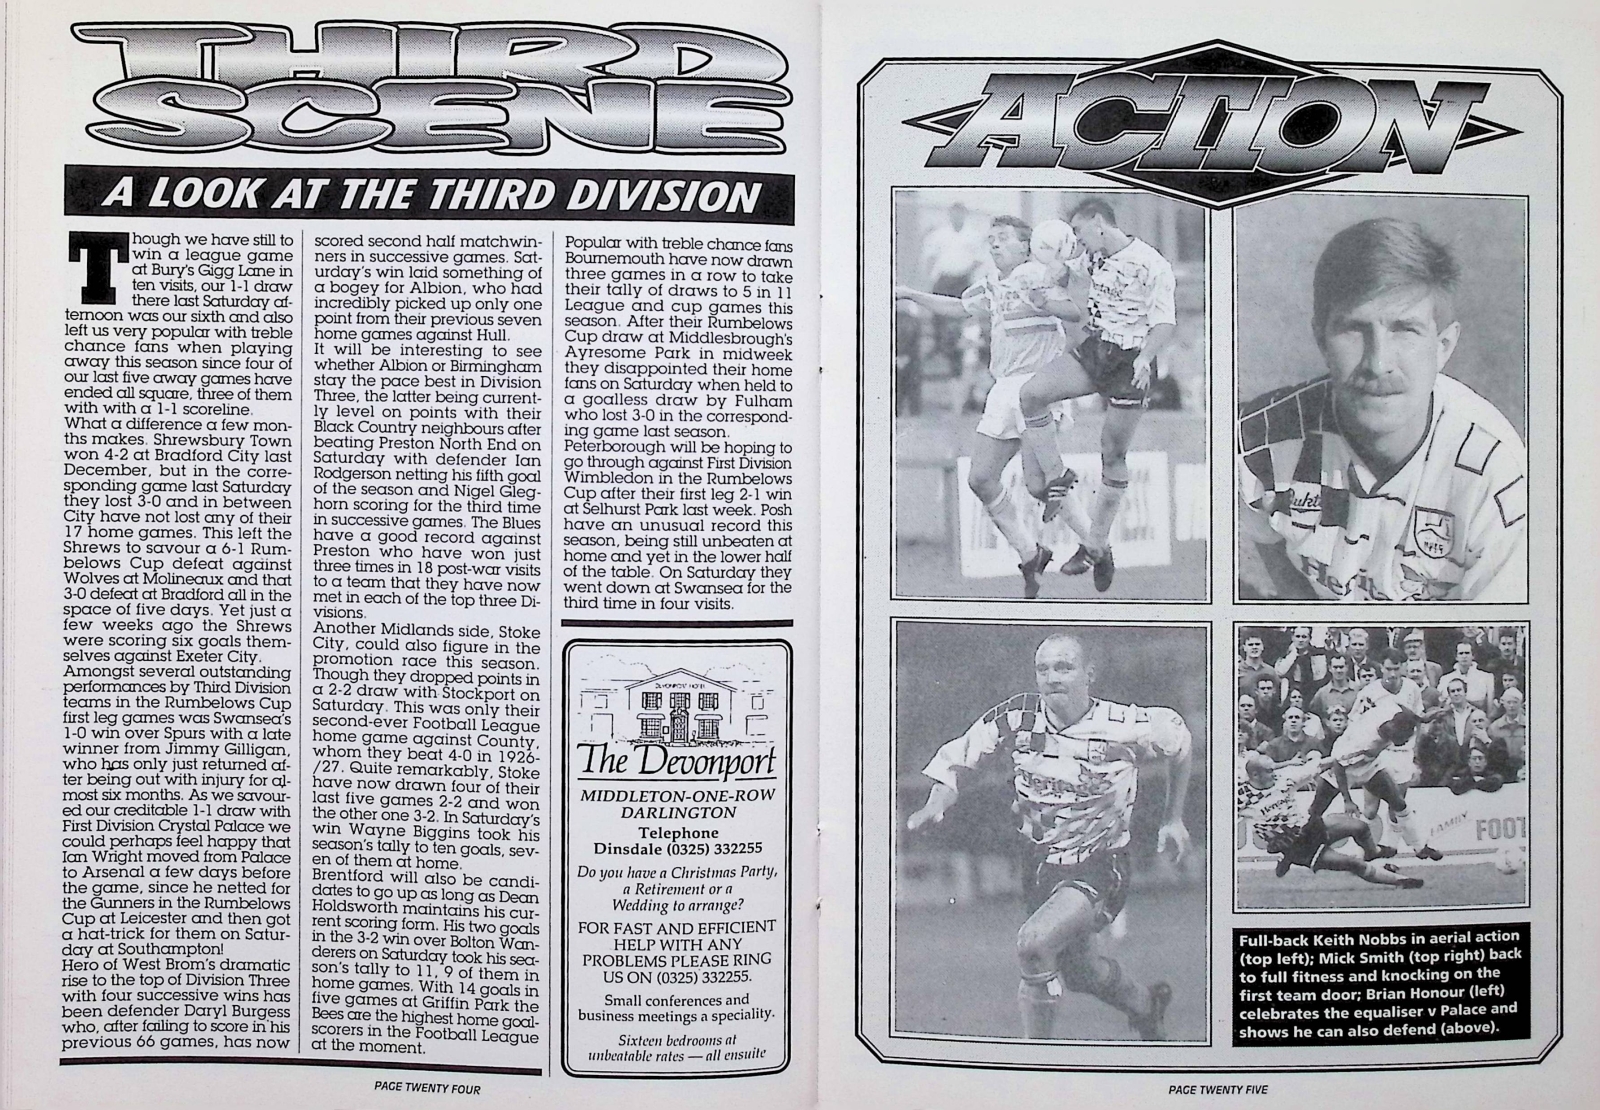 THIRD
SCENE
A LOOK AT THE THIRD DIVISION
Though we have still to
win a league game
at Bury's Gigg Lane in
ten visits, our 1-1 draw
there last Saturday af-
ternoon was our sixth and also
left us very popular with treble
chance fans when playing
away this season since four of
our last five away games have
ended all square, three of them
with with a 1-1 scoreline.
What a difference a few mon-
ths makes. Shrewsbury Town
won 4-2 at Bradford City last
December, but in the corre-
sponding game last Saturday
they lost 3-0 and in between
City have not lost any of their
17 home games. This left the
Shrews to savour a 6-1 Rum-
belows Cup defeat against
Wolves at Molineaux and that
3-0 defeat at Bradford all in the
space of five days. Yet just a
few weeks ago the Shrews
were scoring six goals them-
selves against Exeter City.
Amongst several outstanding
performances by Third Division
teams in the Rumbelows Cup
first leg games was Swansea's
1-0 win over Spurs with a late
winner from Jimmy Gilligan,
who has only just returned af-
ter being out with injury for al-
most six months. As we savour-
ed our creditable 1-1 draw with
First Division Crystal Palace we
could perhaps feel happy that
Ian Wright moved from Palace
to Arsenal a few days before
the game, since he netted for
the Gunners in the Rumbelows
Cup at Leicester and then got
a hat-trick for them on Satur-
day at Southampton!
Hero of West Brom's dramatic
rise to the top of Division Three
with four successive wins has
been defender Daryl Burgess
who, after failing to score in his
previous 66 games, has now
scored second half matchwin-
ners in successive games. Sat-
urday's win laid something of
a bogey for Albion, who had
incredibly picked up only one
point from their previous seven
home games against Hull.
It will be interesting to see
whether Albion or Birmingham
stay the pace best in Division
Three, the latter being current-
ly level on points with their
Black Country neighbours after
beating Preston North End on
Saturday with defender Ian
Rodgerson netting his fifth goal
of the season and Nigel Gleg-
horn scoring for the third time
in successive games. The Blues
have a good record against
Preston who have won just
three times in 18 post-war visits
to a team that they have now
met in each of the top three Di-
visions.
Another Midlands side, Stoke
City, could also figure in the
promotion race this season.
Though they dropped points in
a 2-2 draw with Stockport on
Saturday. This was only their
second-ever Football League
home game against County,
whom they beat 4-0 in 1926-
/27. Quite remarkably, Stoke
have now drawn four of their
last five games 2-2 and won
the other one 3-2. In Saturday's
win Wayne Biggins took his
season's tally to ten goals, sev-
en of them at home.
Brentford will also be candi-
dates to go up as long as Dean
Holdsworth maintains his cur-
rent scoring form. His two goals
in the 3-2 win over Bolton Wan-
derers on Saturday took his sea-
son's tally to 11, 9 of them in
home games. With 14 goals in
five games at Griffin Park the
Bees are the highest home goal-
scorers in the Football League
at the moment.
Popular with treble chance fans
Bournemouth have now drawn
three games in a row to take
their tally of draws to 5 in 11
League and cup games this
season. After their Rumbelows
Cup draw at Middlesbrough's
Ayresome Park in midweek
they disappointed their home
fans on Saturday when held to
a goalless draw by Fulham
who lost 3-0 in the correspond-
ing game last season.
Peterborough will be hoping to
go through against First Division
Wimbledon in the Rumbelows
Cup after their first leg 2-1 win
at Selhurst Park last week. Posh
have an unusual record this
season, being still unbeaten at
home and yet in the lower half
of the table. On Saturday they
went down at Swansea for the
third time in four visits.
DEVONPORT HOTEL
The Devonport
MIDDLETON-ONE-ROW
DARLINGTON
Telephone
Dinsdale (0325) 332255
Do you have a Christmas Party,
a Retirement or a
Wedding to arrange?
FOR FAST AND EFFICIENT
HELP WITH ANY
PROBLEMS PLEASE RING
US ON (0325) 332255.
Small conferences and
business meetings a speciality.
Sixteen bedrooms at
unbeatable rates — all ensuite
PAGE TWENTY FOUR
ACTION
Bukta
Heritage
FAMILY
FOOT
Full-back Keith Nobbs in aerial action
(top left); Mick Smith (top right) back
to full fitness and knocking on the
first team door; Brian Honour (left)
celebrates the equaliser v Palace and
shows he can also defend (above).
PAGE TWENTY FIVE